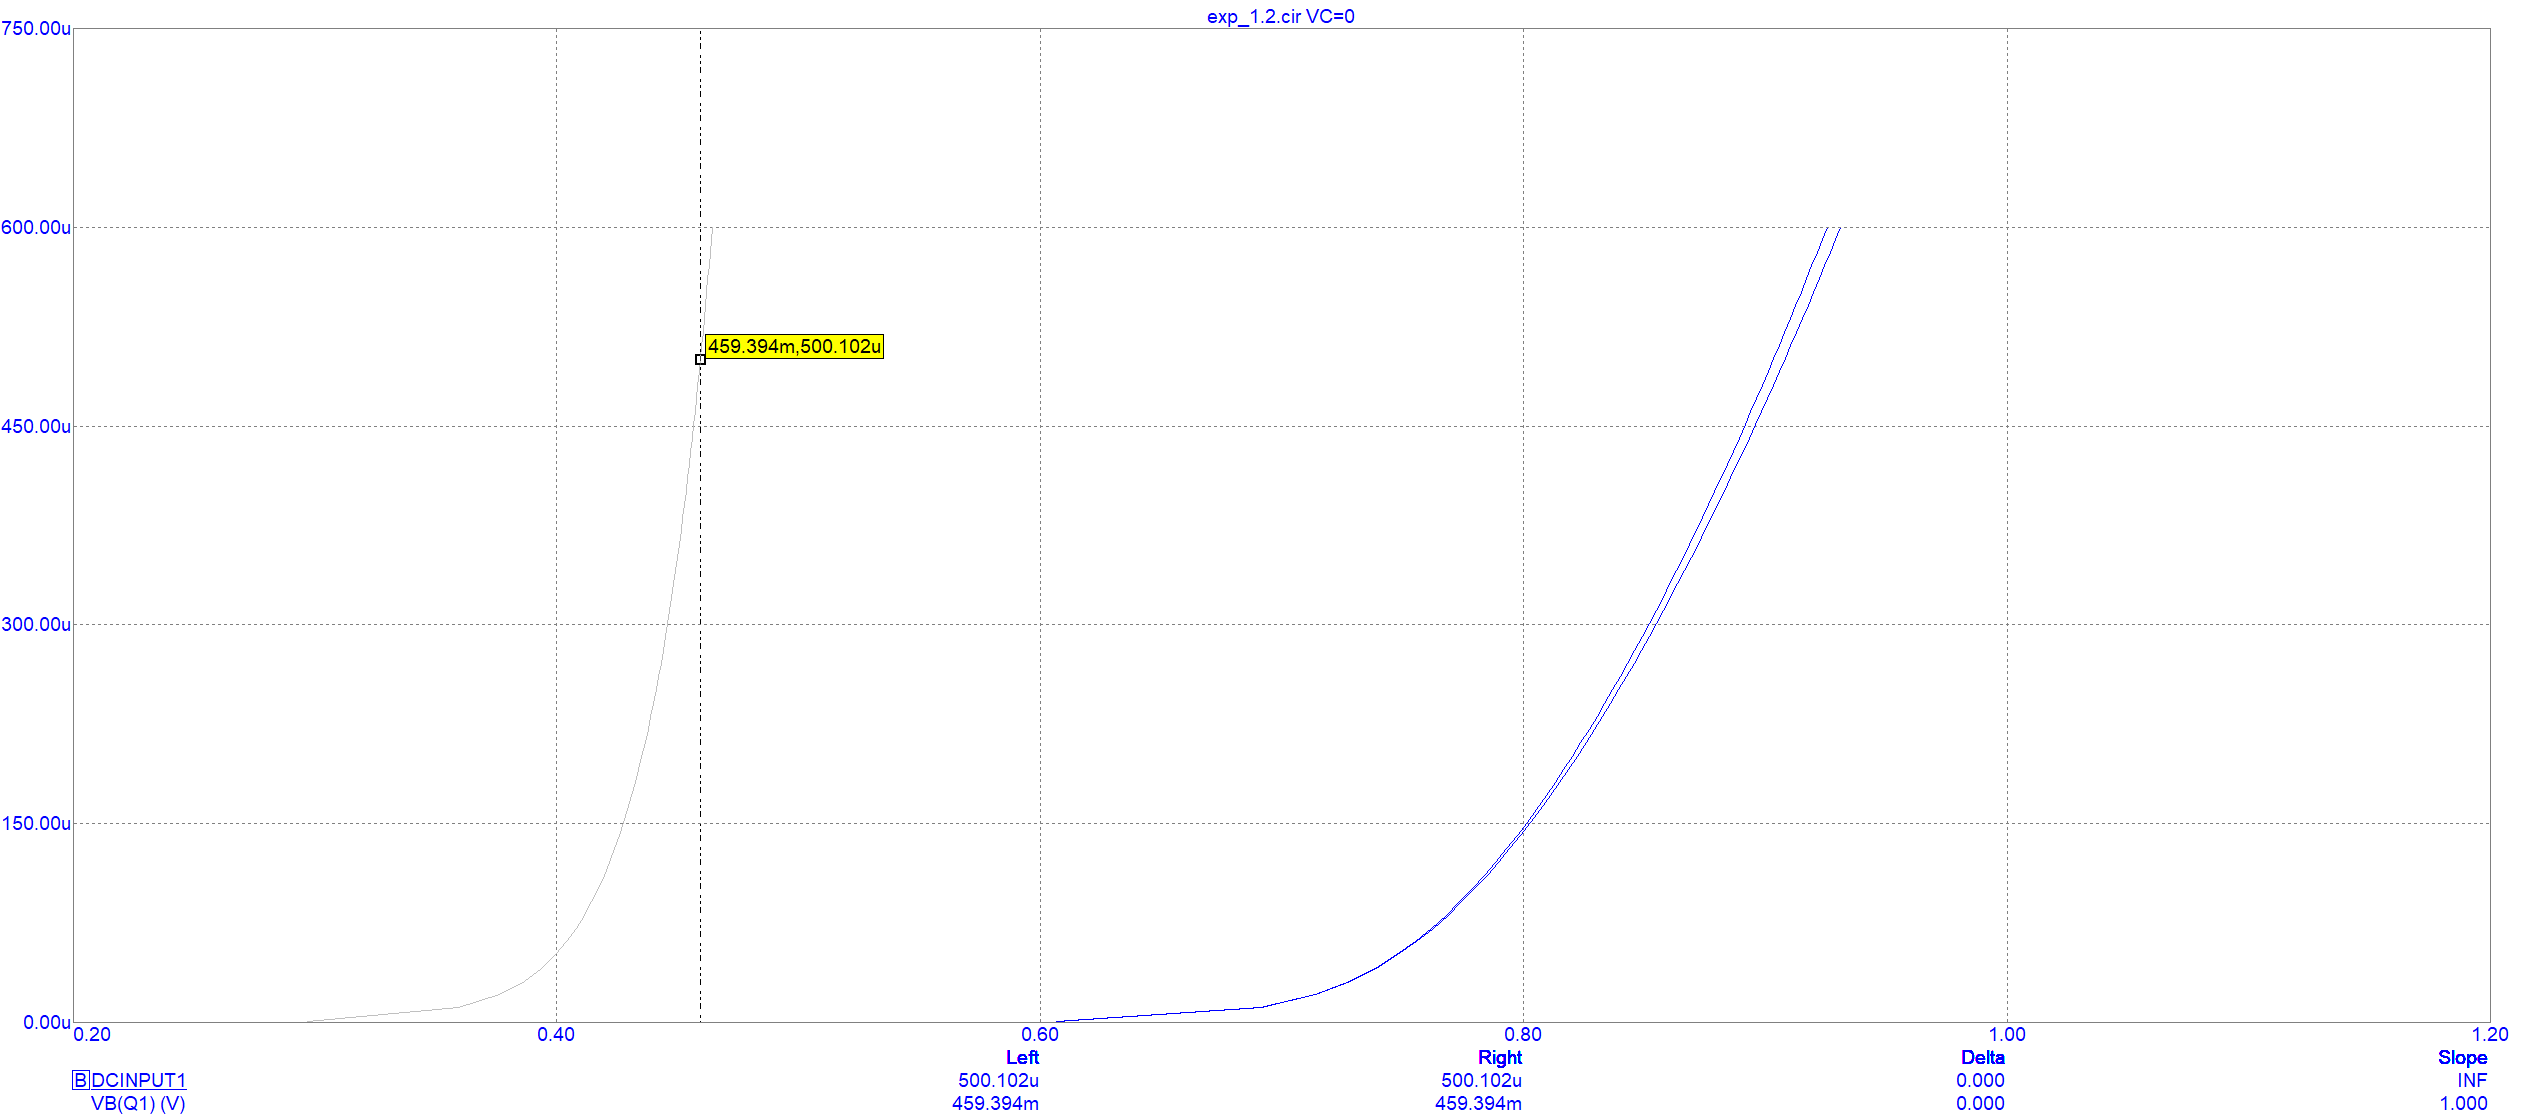 exp_1.2.cir VC=0
750.00u
600.00u
459.394m,500.102u
450.00u
300.00u
150.00u
0.00u
0.20 0.40 0.60 0.80 1.00 1.20
Left Right Delta Slope
B DCINPUT1 500.102u 500.102u 0.000 INF
VB(Q1) (V) 459.394m 459.394m 0.000 1.000